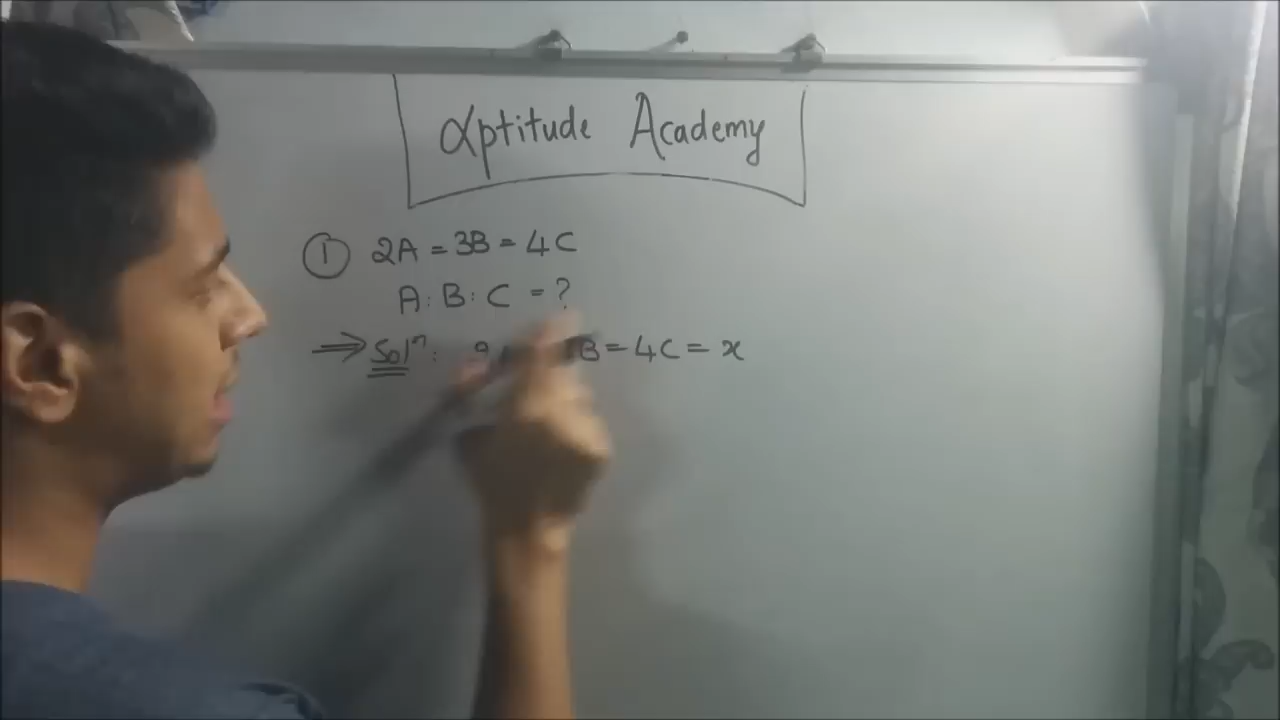 αptitude Academy
① 2A = 3B = 4C
A : B : C = ?
⇒ Solⁿ : B = 4C = x